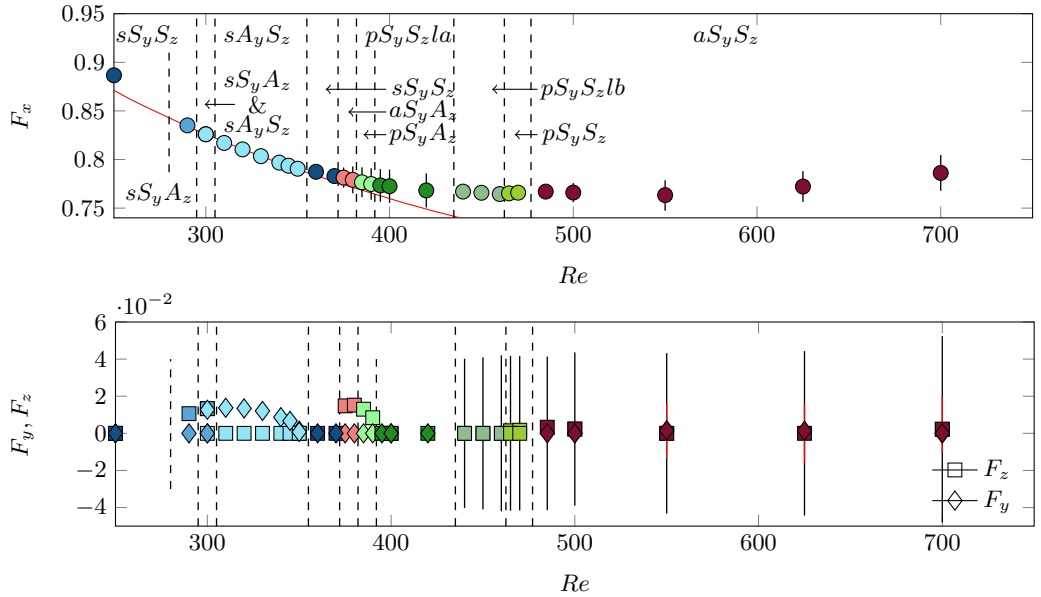 0.95
sS_yS_z sA_yS_z pS_yS_zla aS_yS_z
0.9
sS_yA_z sS_yS_z pS_yS_zlb
0.85
& aS_yA_z
sA_yS_z pS_yA_z pS_yS_z
0.8
sS_yA_z
0.75
F_x
300 400 500 600 700
Re
·10^{-2}
6
4
2
0
−2
−4
F_y, F_z
F_z
F_y
300 400 500 600 700
Re